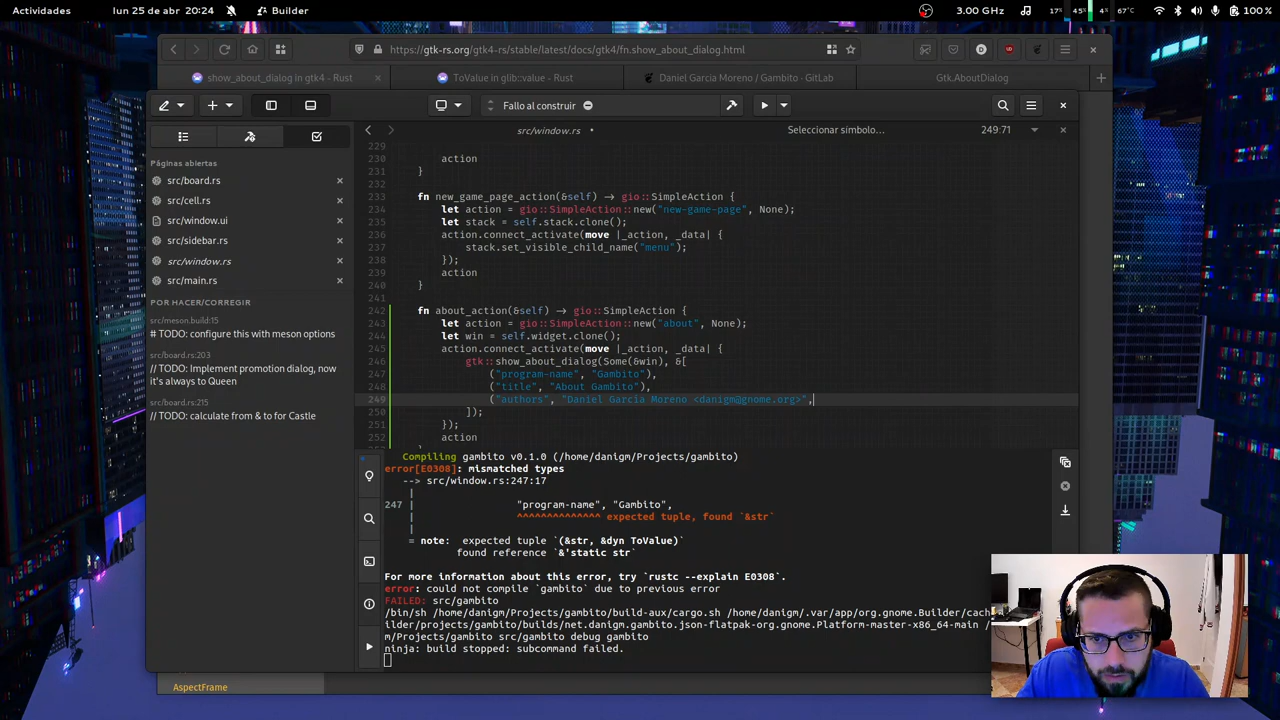 Actividades
lun 25 de abr 20:24
Builder
3.00 GHz
17%
45%
4%
67°C
100 %
https://gtk-rs.org/gtk4-rs/stable/latest/docs/gtk4/fn.show_about_dialog.html
show_about_dialog in gtk4 - Rust
ToValue in glib::value - Rust
Daniel García Moreno / Gambito · GitLab
Gtk.AboutDialog
Fallo al construir
src/window.rs •
Seleccionar símbolo…
249:71
Páginas abiertas
src/board.rs
src/cell.rs
src/window.ui
src/sidebar.rs
src/window.rs
src/main.rs
POR HACER/CORREGIR
src/meson.build:15
# TODO: configure this with meson options
src/board.rs:203
// TODO: Implement promotion dialog, now
it's always to Queen
src/board.rs:215
// TODO: calculate from & to for Castle
229
230 action
231 }
232
233 fn new_game_page_action(&self) -> gio::SimpleAction {
234 let action = gio::SimpleAction::new("new-game-page", None);
235 let stack = self.stack.clone();
236 action.connect_activate(move |_action, _data| {
237 stack.set_visible_child_name("menu");
238 });
239 action
240 }
241
242 fn about_action(&self) -> gio::SimpleAction {
243 let action = gio::SimpleAction::new("about", None);
244 let win = self.widget.clone();
245 action.connect_activate(move |_action, _data| {
246 gtk::show_about_dialog(Some(&win), &[
247 ("program-name", "Gambito"),
248 ("title", "About Gambito"),
249 ("authors", "Daniel García Moreno <danigm@gnome.org>",
250 ]);
251 });
252 action
Compiling gambito v0.1.0 (/home/danigm/Projects/gambito)
error[E0308]: mismatched types
--> src/window.rs:247:17
|
247 | "program-name", "Gambito",
| ^^^^^^^^^^^^^^ expected tuple, found `&str`
|
= note: expected tuple `(&str, &dyn ToValue)`
found reference `&'static str`
For more information about this error, try `rustc --explain E0308`.
error: could not compile `gambito` due to previous error
FAILED: src/gambito
/bin/sh /home/danigm/Projects/gambito/build-aux/cargo.sh /home/danigm/.var/app/org.gnome.Builder/cach
ilder/projects/gambito/builds/net.danigm.gambito.json-flatpak-org.gnome.Platform-master-x86_64-main /
m/Projects/gambito src/gambito debug gambito
ninja: build stopped: subcommand failed.
AspectFrame